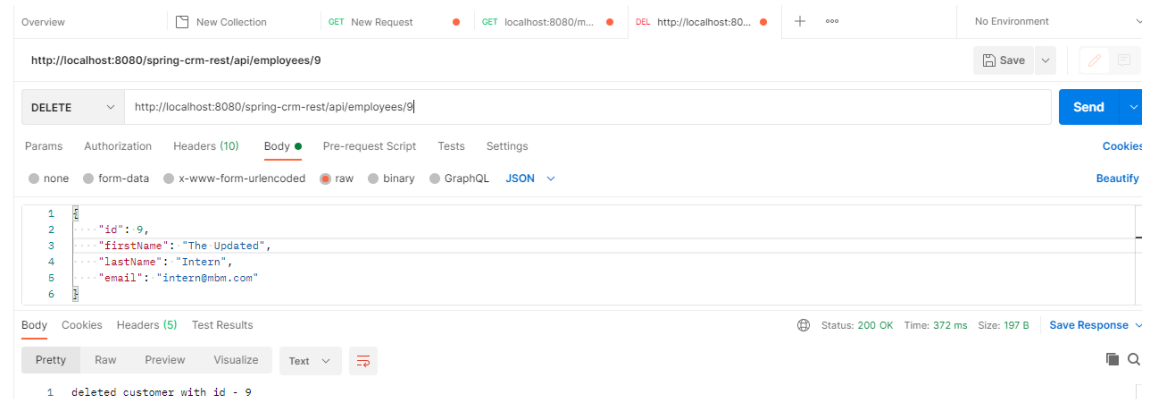 Overview New Collection GET New Request GET localhost:8080/m... DEL http://localhost:80... + ooo No Environment
http://localhost:8080/spring-crm-rest/api/employees/9 Save
DELETE http://localhost:8080/spring-crm-rest/api/employees/9 Send
Params Authorization Headers (10) Body Pre-request Script Tests Settings Cookies
none form-data x-www-form-urlencoded raw binary GraphQL JSON Beautify
1 {
2 "id": 9,
3 "firstName": "The Updated",
4 "lastName": "Intern",
5 "email": "intern@mbm.com"
6 }
Body Cookies Headers (5) Test Results Status: 200 OK Time: 372 ms Size: 197 B Save Response
Pretty Raw Preview Visualize Text
1 deleted customer with id - 9